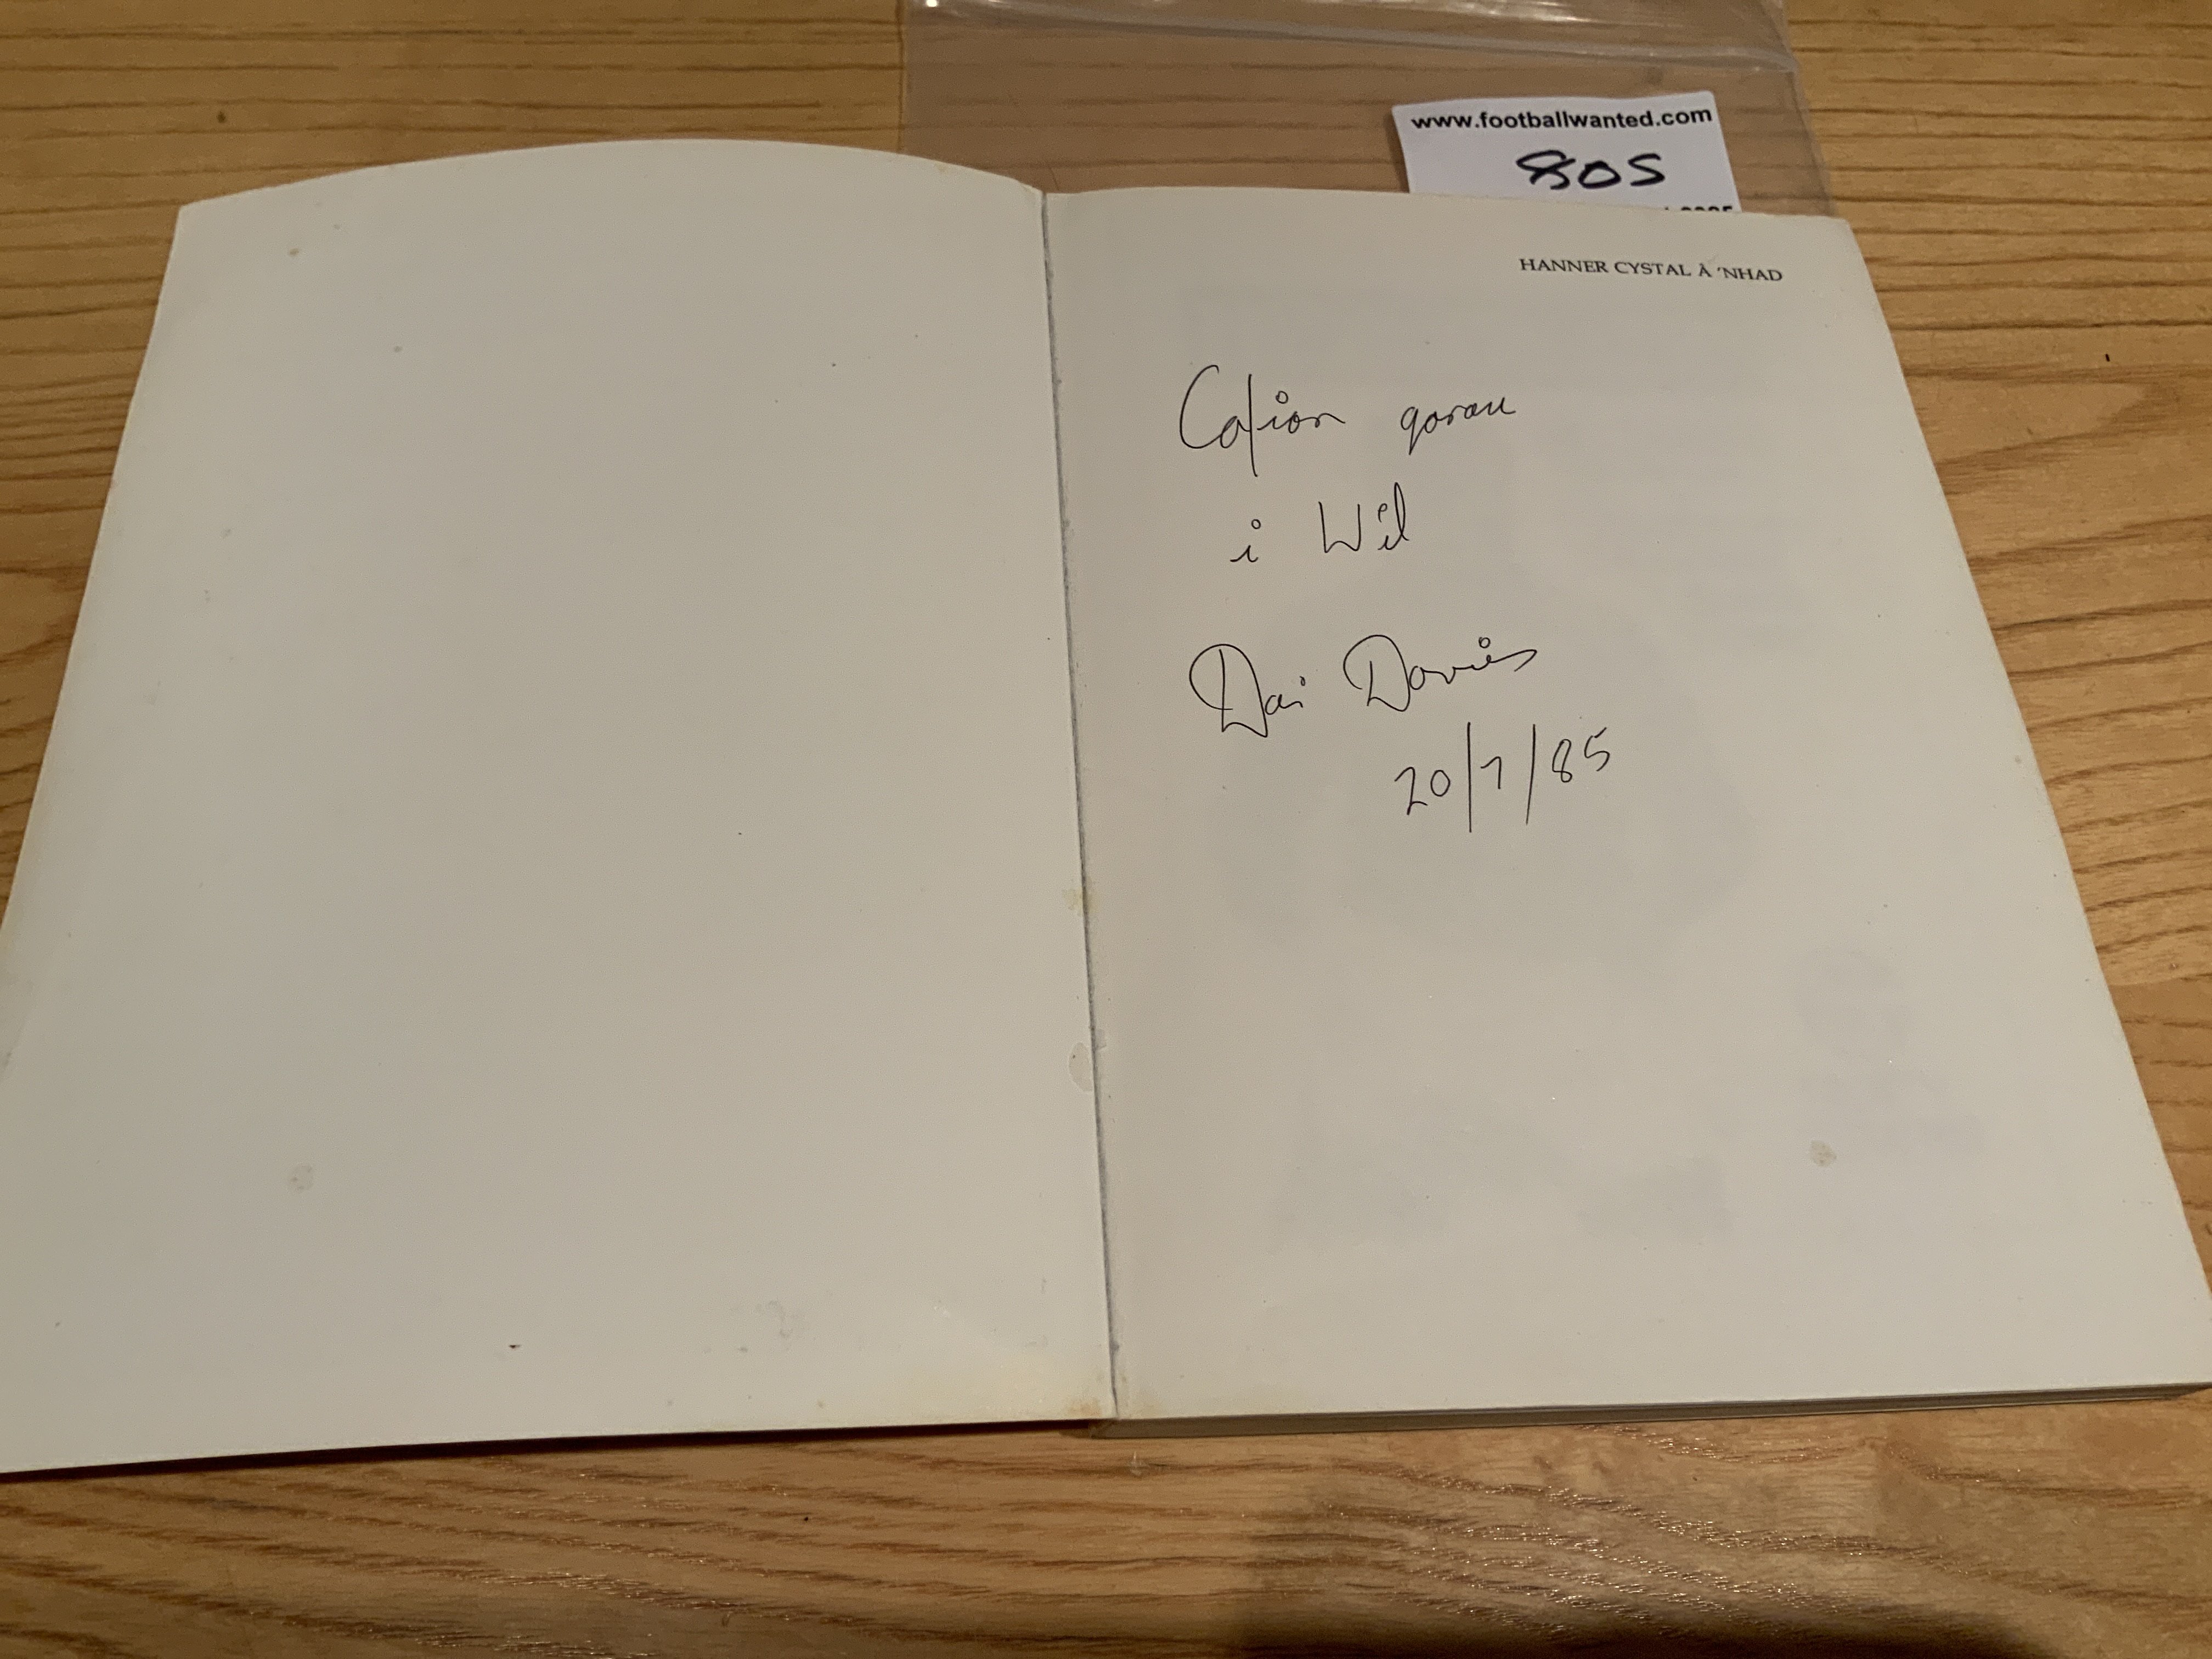 www.footballwanted.com
805
HANNER CYSTAL Â 'NHAD
Cofion gorau
i Wil
Dai Davies
20/7/85